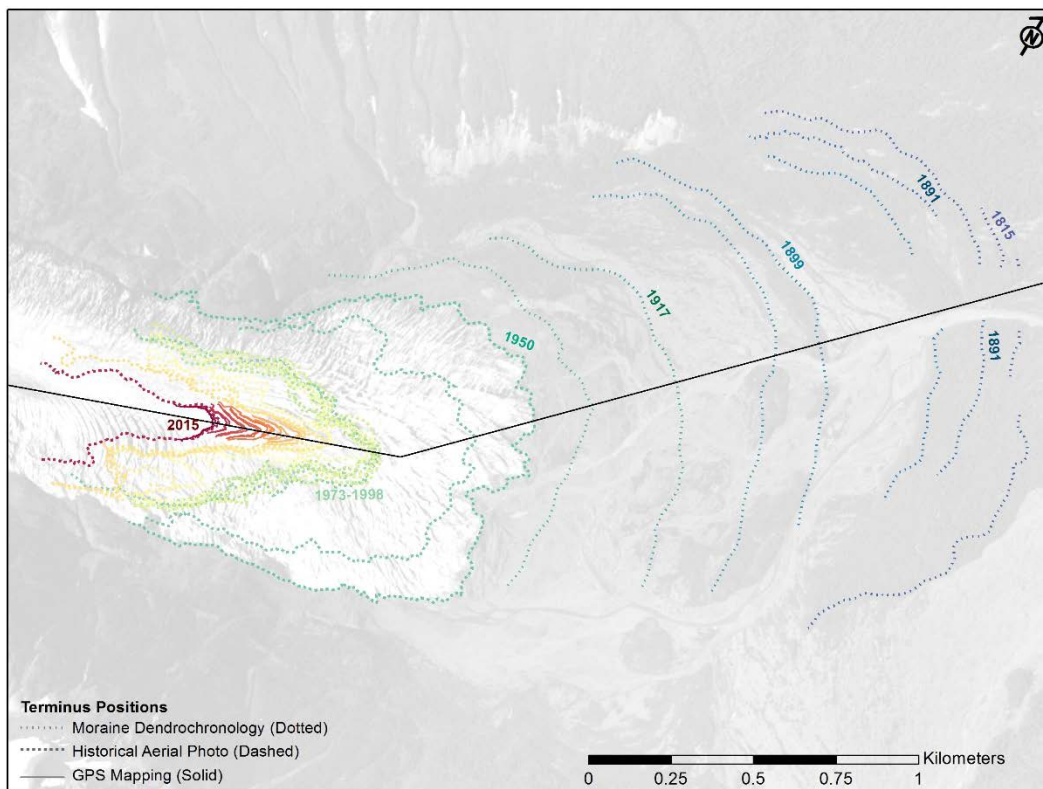 N
1891
1815
1899
1917
1891
1950
2015
1973-1998
Terminus Positions
Moraine Dendrochronology (Dotted)
Historical Aerial Photo (Dashed)
GPS Mapping (Solid)
Kilometers
0 0.25 0.5 0.75 1